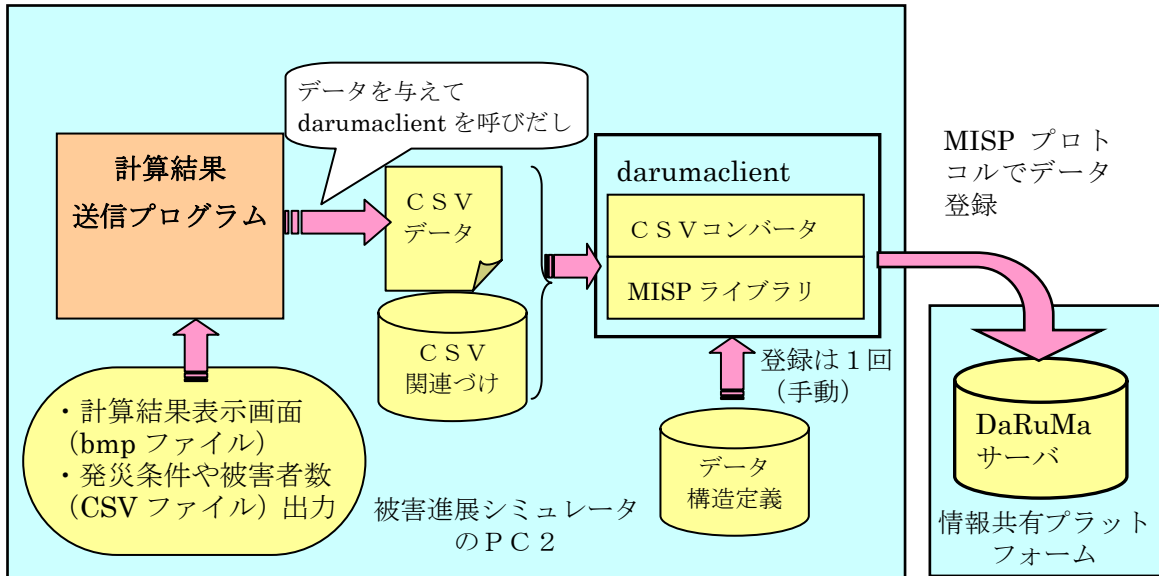 データを与えて
darumaclient を呼びだし
計算結果
送信プログラム
ＣＳＶ
データ
ＣＳＶ
関連づけ
darumaclient
ＣＳＶコンバータ
MISP ライブラリ
MISP プロト
コルでデータ
登録
登録は１回
（手動）
データ
構造定義
・計算結果表示画面
（bmp ファイル）
・発災条件や被害者数
（CSV ファイル）出力
被害進展シミュレータ
のＰＣ２
DaRuMa
サーバ
情報共有プラット
フォーム